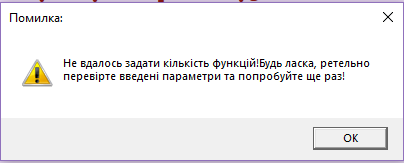 Помилка:
Не вдалось задати кількість функцій!Будь ласка, ретельно
перевірте введені параметри та попробуйте ще раз!
OK